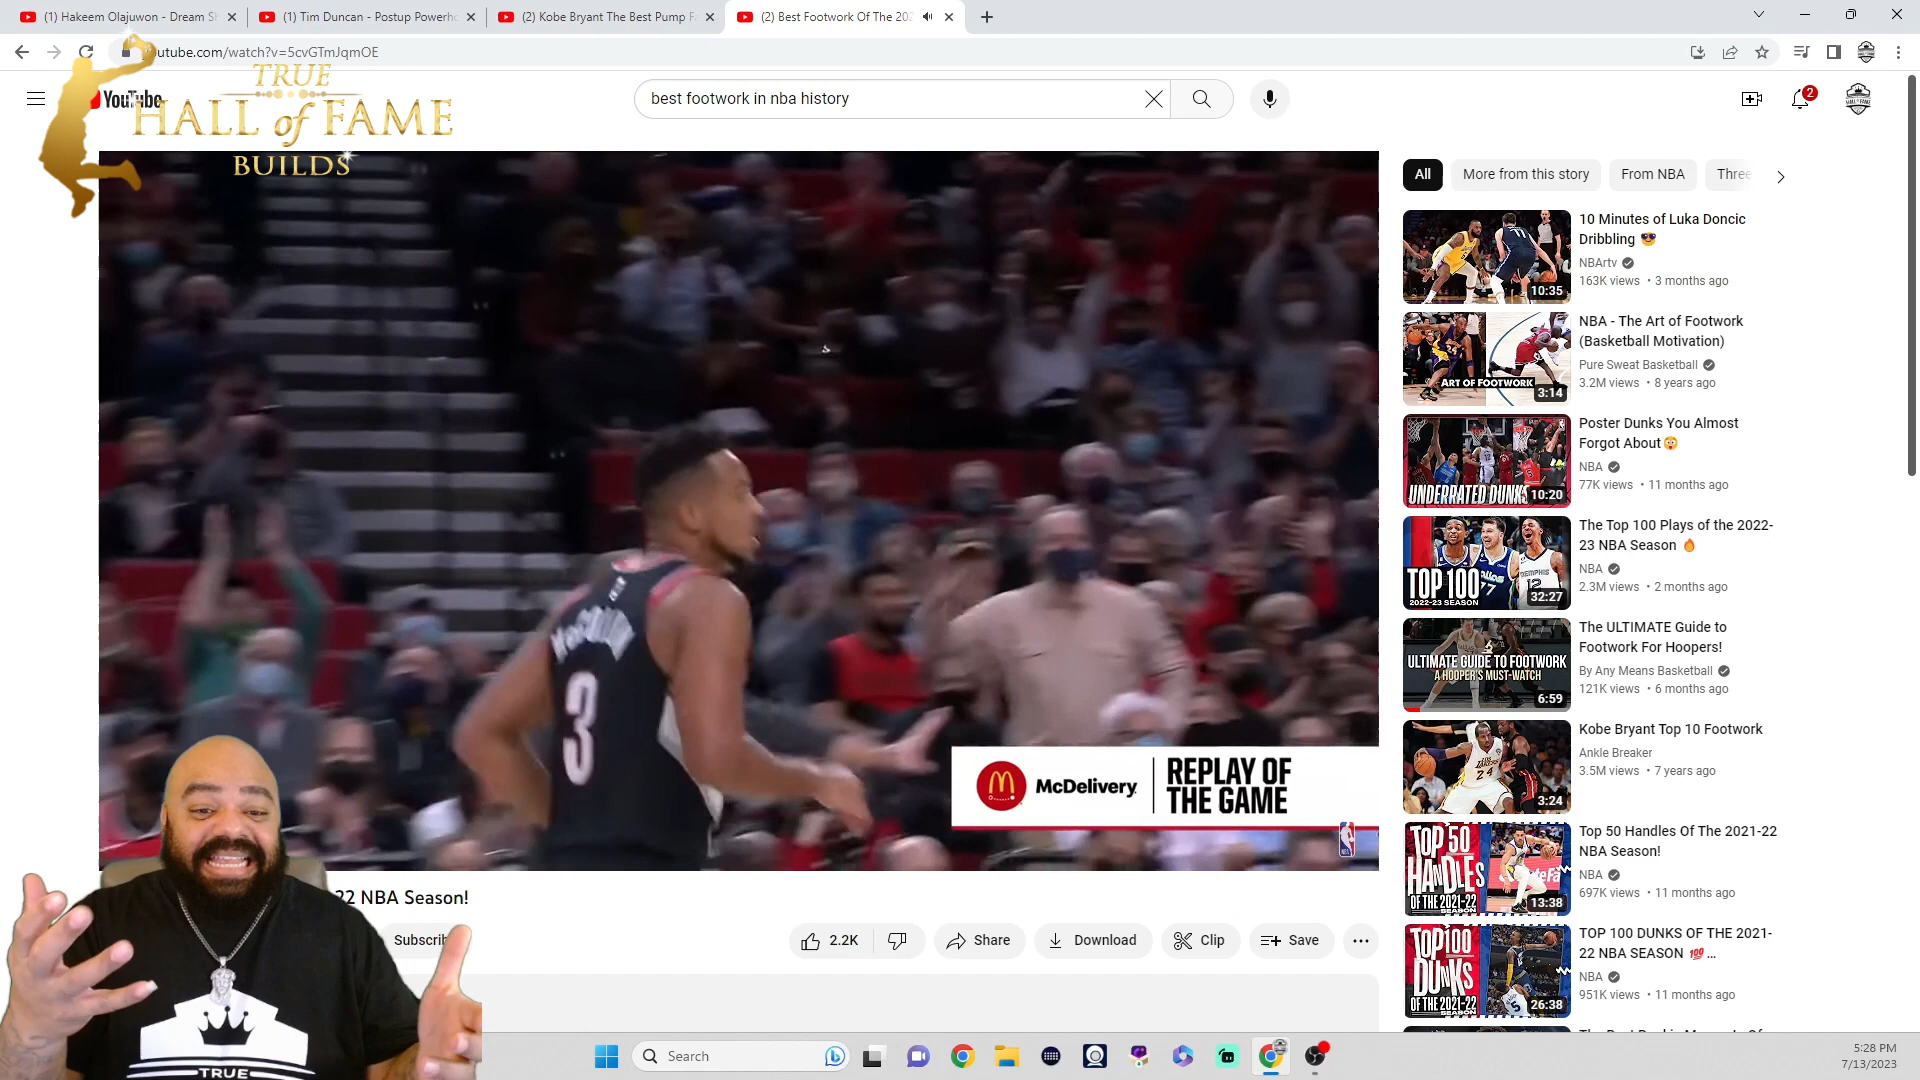 (1) Hakeem Olajuwon - Dream Sh
(1) Tim Duncan - Postup Powerho
(2) Kobe Bryant The Best Pump F
(2) Best Footwork Of The 202
utube.com/watch?v=5cvGTmJqmOE
TRUE
HALL of FAME
BUILDS
YouTube
best footwork in nba history
2
All
More from this story
From NBA
Three
10 Minutes of Luka Doncic
Dribbling 😎
NBArtv
163K views • 3 months ago
10:35
NBA - The Art of Footwork
(Basketball Motivation)
Pure Sweat Basketball
3.2M views • 8 years ago
ART OF FOOTWORK
3:14
Poster Dunks You Almost
Forgot About😲
NBA
77K views • 11 months ago
UNDERRATED DUNKS
10:20
The Top 100 Plays of the 2022-
23 NBA Season 🔥
NBA
2.3M views • 2 months ago
TOP 100
2022-23 SEASON
32:27
The ULTIMATE Guide to
Footwork For Hoopers!
By Any Means Basketball
121K views • 6 months ago
ULTIMATE GUIDE TO FOOTWORK
A HOOPER'S MUST-WATCH
6:59
Kobe Bryant Top 10 Footwork
Ankle Breaker
3.5M views • 7 years ago
3:24
Top 50 Handles Of The 2021-22
NBA Season!
NBA
697K views • 11 months ago
TOP 50
HANDLES
OF THE 2021-22
13:38
TOP 100 DUNKS OF THE 2021-
22 NBA SEASON 💯 ...
NBA
951K views • 11 months ago
TOP100
DUNKS
OF THE 2021-22
26:38
3
McDelivery
REPLAY OF
THE GAME
22 NBA Season!
Subscrib
2.2K
Share
Download
Clip
Save
TRUE
Search
5:28 PM
7/13/2023